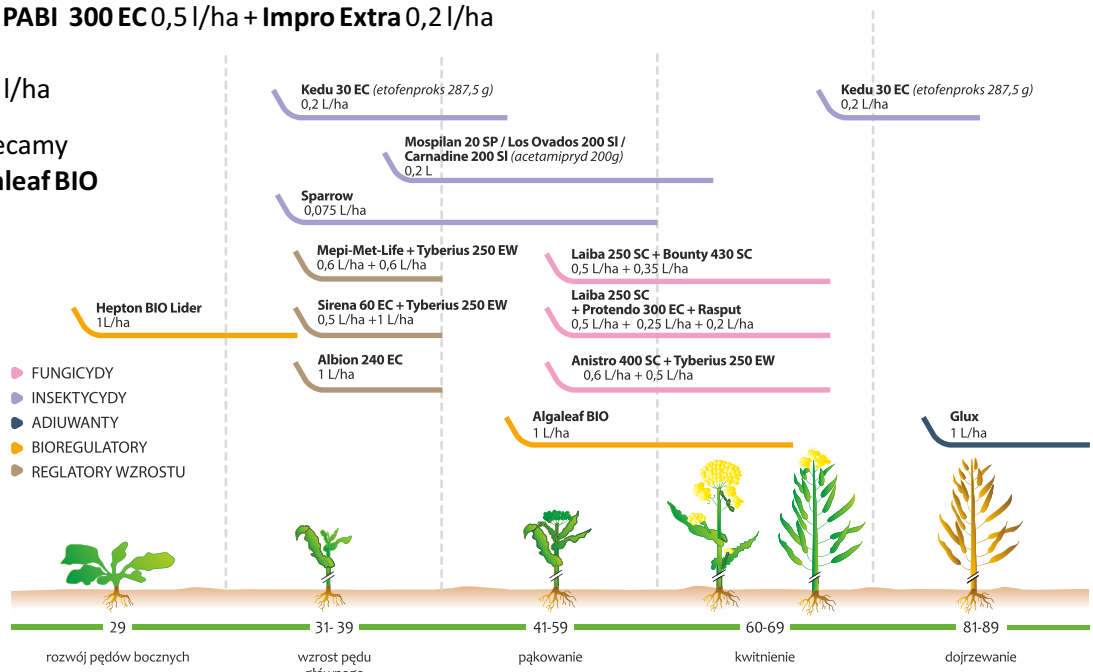 PABI 300 EC 0,5 l/ha + Impro Extra 0,2 l/ha
l/ha
ecamy
aleaf BIO
Kedu 30 EC (etofenproks 287,5 g)
0,2 L/ha
Kedu 30 EC (etofenproks 287,5 g)
0,2 L/ha
Mospilan 20 SP / Los Ovados 200 Sl /
Carnadine 200 Sl (acetamipryd 200g)
0,2 L
Sparrow
0,075 L/ha
Mepi-Met-Life + Tyberius 250 EW
0,6 L/ha + 0,6 L/ha
Laiba 250 SC + Bounty 430 SC
0,5 L/ha + 0,35 L/ha
Hepton BIO Lider
1L/ha
Sirena 60 EC + Tyberius 250 EW
0,5 L/ha +1 L/ha
Laiba 250 SC
+ Protendo 300 EC + Rasput
0,5 L/ha + 0,25 L/ha + 0,2 L/ha
Albion 240 EC
1 L/ha
Anistro 400 SC + Tyberius 250 EW
0,6 L/ha + 0,5 L/ha
FUNGICYDY
INSEKTYCYDY
ADIUWANTY
BIOREGULATORY
REGLATORY WZROSTU
Algaleaf BIO
1 L/ha
Glux
1 L/ha
29
31- 39
41-59
60-69
81-89
rozwój pędów bocznych
wzrost pędu
głównego
pąkowanie
kwitnienie
dojrzewanie